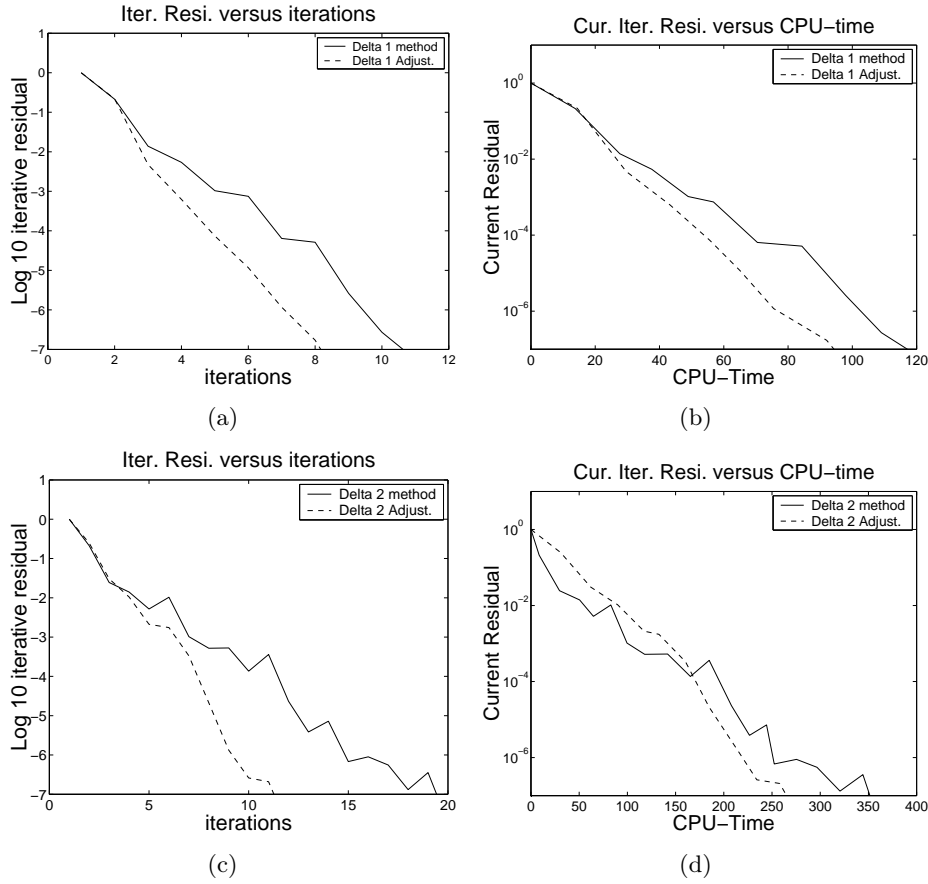 Iter. Resi. versus iterations
Delta 1 method
Delta 1 Adjust.
Log 10 iterative residual
1
0
−1
−2
−3
−4
−5
−6
−7
0 2 4 6 8 10 12
iterations
(a)
Cur. Iter. Resi. versus CPU−time
Delta 1 method
Delta 1 Adjust.
Current Residual
10^0
10^−2
10^−4
10^−6
0 20 40 60 80 100 120
CPU−Time
(b)
Iter. Resi. versus iterations
Delta 2 method
Delta 2 Adjust.
Log 10 iterative residual
1
0
−1
−2
−3
−4
−5
−6
−7
0 5 10 15 20
iterations
(c)
Cur. Iter. Resi. versus CPU−time
Delta 2 method
Delta 2 Adjust.
Current Residual
10^0
10^−2
10^−4
10^−6
0 50 100 150 200 250 300 350 400
CPU−Time
(d)